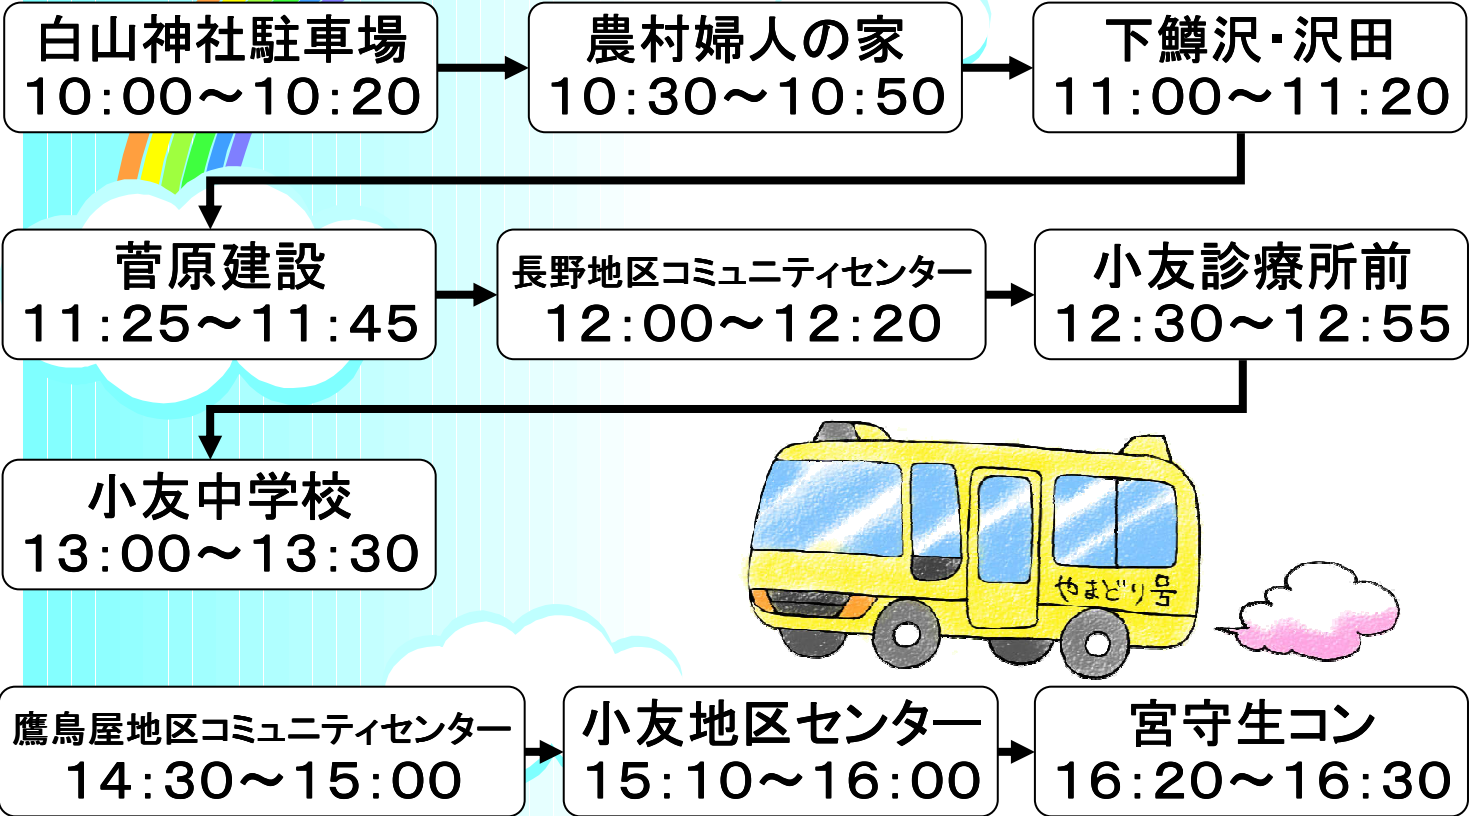 白山神社駐車場
10:00～10:20
農村婦人の家
10:30～10:50
下鱒沢・沢田
11:00～11:20
菅原建設
11:25～11:45
長野地区コミュニティセンター
12:00～12:20
小友診療所前
12:30～12:55
小友中学校
13:00～13:30
やまどり号
鷹鳥屋地区コミュニティセンター
14:30～15:00
小友地区センター
15:10～16:00
宮守生コン
16:20～16:30